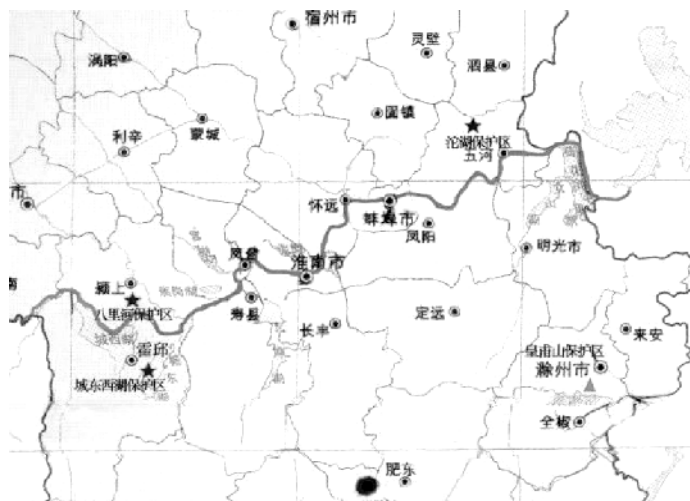 宿州市
灵壁
涡阳
泗县
固镇
蒙城
利辛
沱湖保护区
五河
市
怀远
蚌埠市
凤阳
明光市
凤台
淮南市
颍上
八里河保护区
寿县
定远
长丰
来安
霍邱
皇甫山保护区
滁州市
城东西湖保护区
全椒
肥东